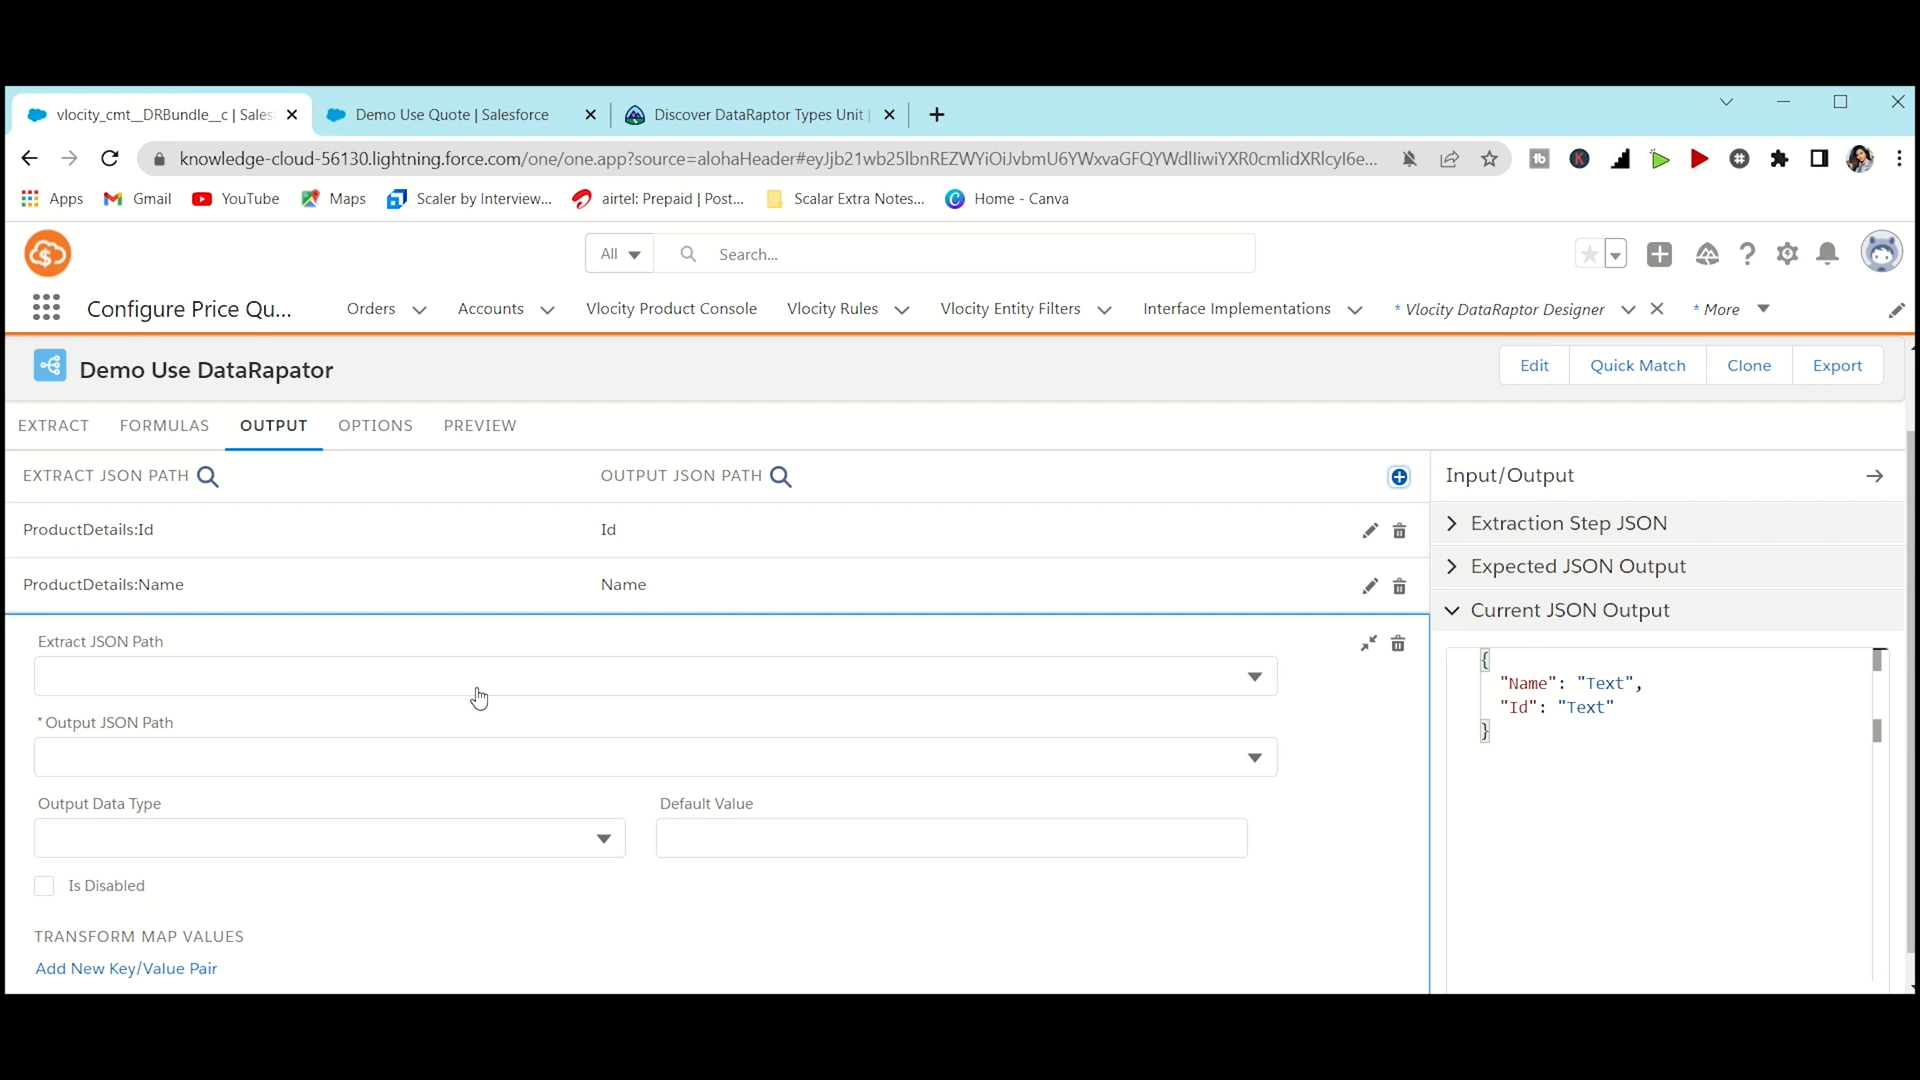 vlocity_cmt__DRBundle__c | Sales
Demo Use Quote | Salesforce
Discover DataRaptor Types Unit |
knowledge-cloud-56130.lightning.force.com/one/one.app?source=alohaHeader#eyJjb21wb25lbnREZWYiOiJvbmU6YWxvaGFQYWdlIiwiYXR0cmlidXRlcyI6e...
Apps
Gmail
YouTube
Maps
Scaler by Interview...
airtel: Prepaid | Post...
Scalar Extra Notes...
Home - Canva
All
Search...
Configure Price Qu...
Orders
Accounts
Vlocity Product Console
Vlocity Rules
Vlocity Entity Filters
Interface Implementations
* Vlocity DataRaptor Designer
* More
Demo Use DataRapator
Edit
Quick Match
Clone
Export
EXTRACT
FORMULAS
OUTPUT
OPTIONS
PREVIEW
EXTRACT JSON PATH
OUTPUT JSON PATH
Input/Output
ProductDetails:Id
Id
Extraction Step JSON
ProductDetails:Name
Name
Expected JSON Output
Current JSON Output
Extract JSON Path
{
"Name": "Text",
"Id": "Text"
}
* Output JSON Path
Output Data Type
Default Value
Is Disabled
TRANSFORM MAP VALUES
Add New Key/Value Pair